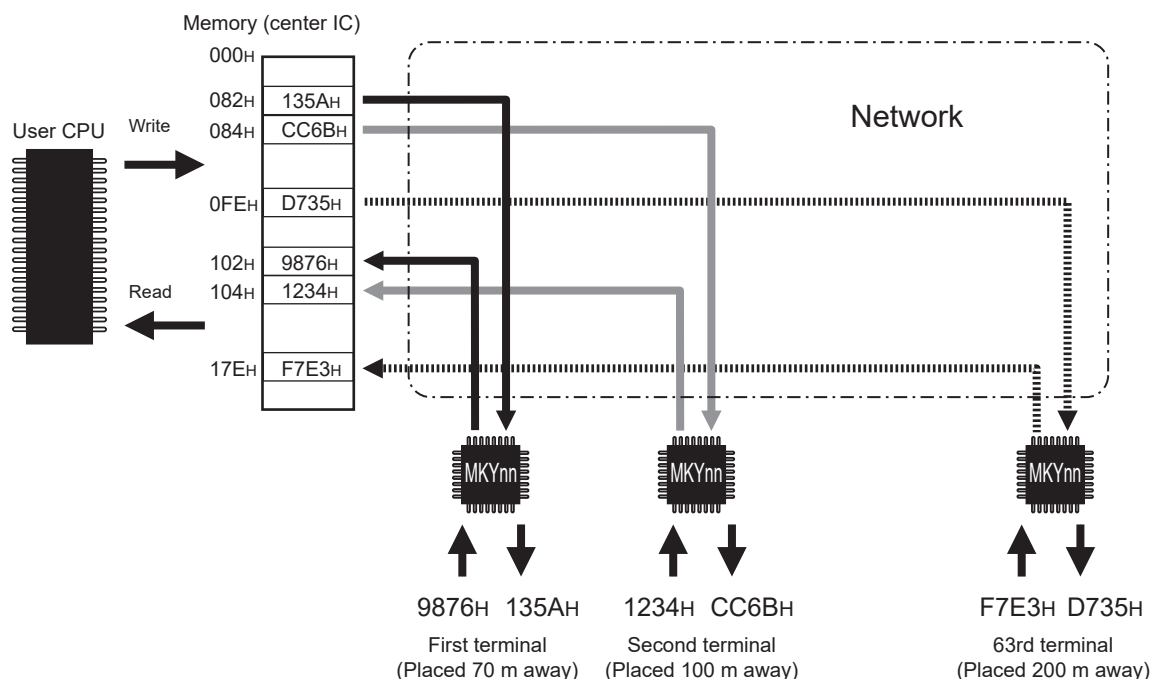 Memory (center IC)
000H
082H 135AH
User CPU Write 084H CC6BH Network
0FEH D735H
102H 9876H
Read 104H 1234H
17EH F7E3H
MKYnn MKYnn MKYnn
9876H 135AH 1234H CC6BH F7E3H D735H
First terminal Second terminal 63rd terminal
(Placed 70 m away) (Placed 100 m away) (Placed 200 m away)